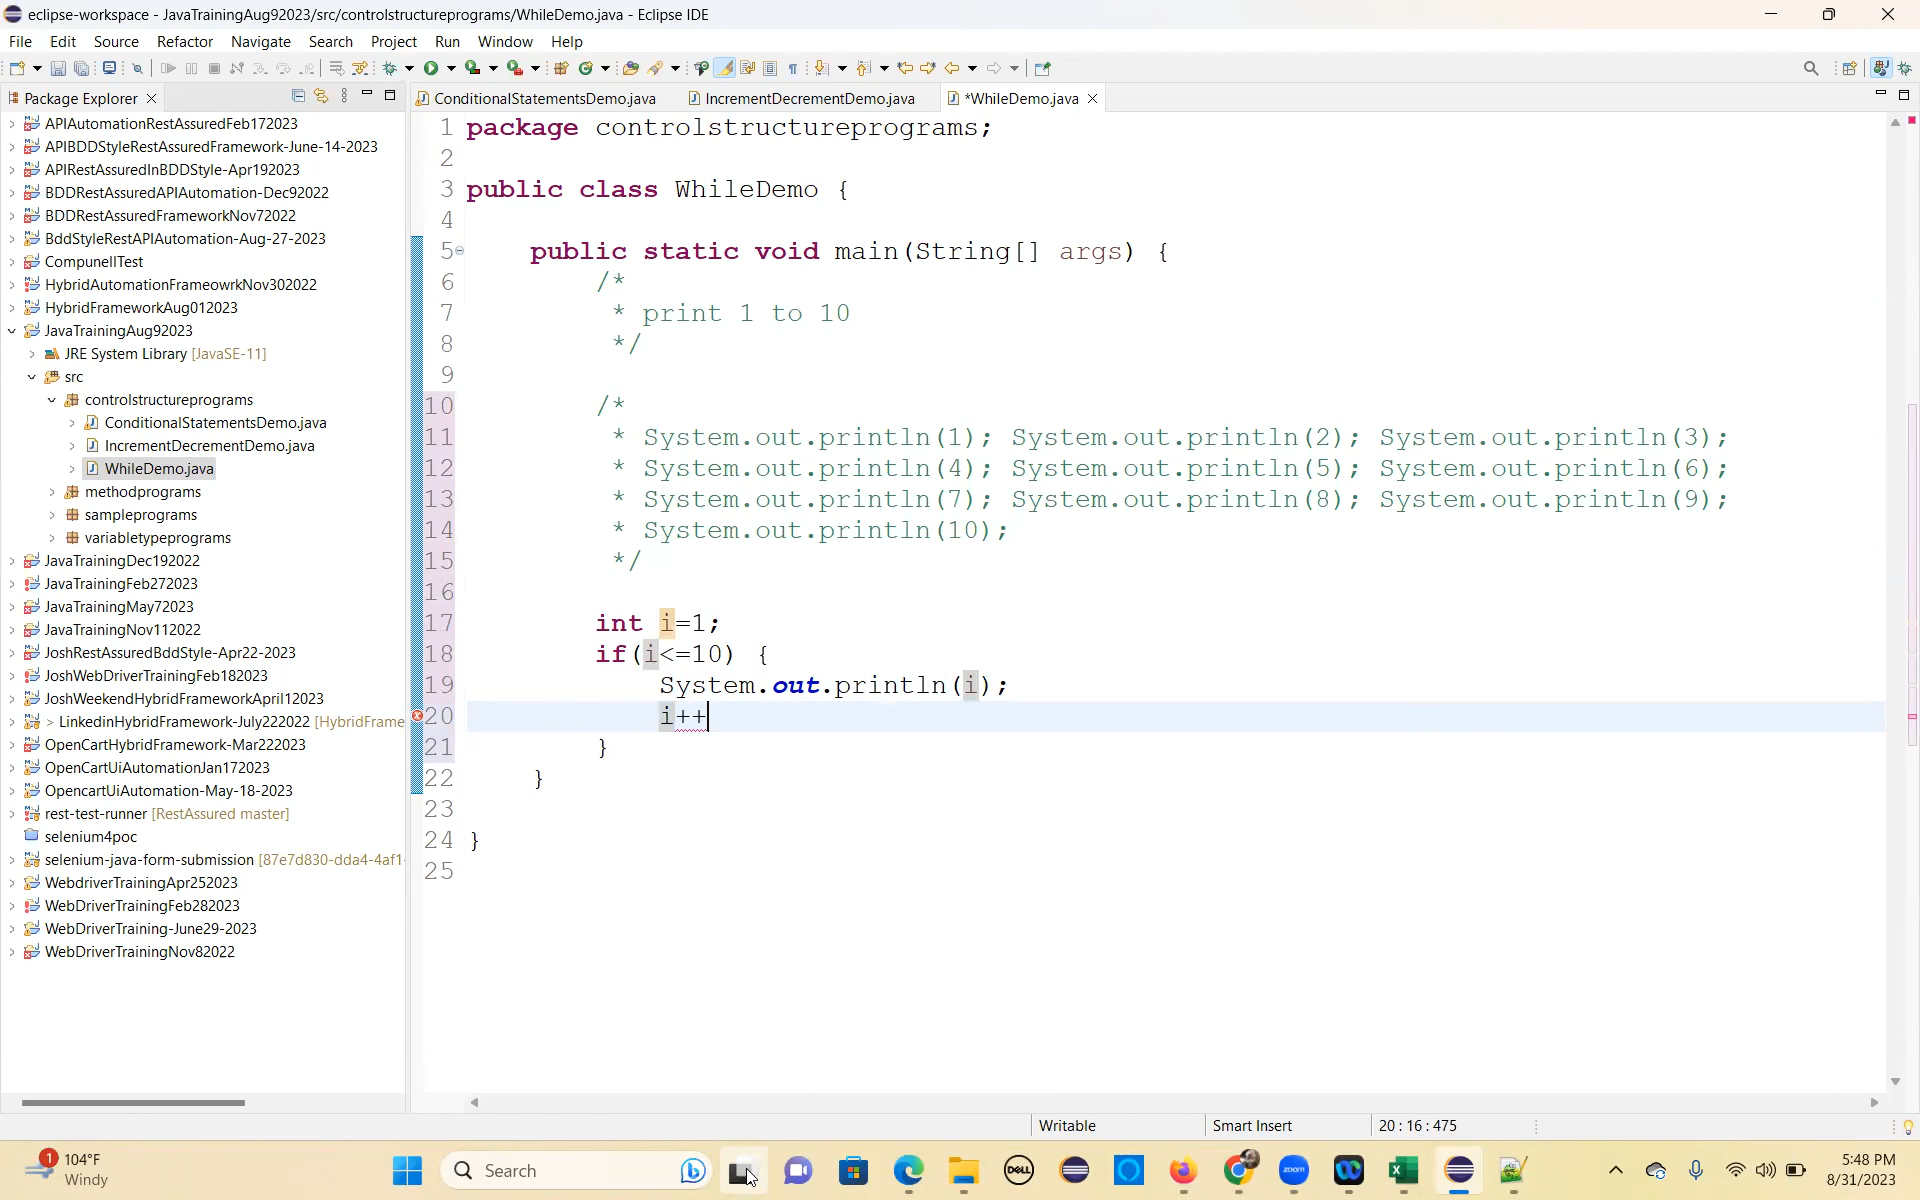 eclipse-workspace - JavaTrainingAug92023/src/controlstructureprograms/WhileDemo.java - Eclipse IDE
File Edit Source Refactor Navigate Search Project Run Window Help
Package Explorer
ConditionalStatementsDemo.java IncrementDecrementDemo.java *WhileDemo.java
APIAutomationRestAssuredFeb172023
APIBDDStyleRestAssuredFramework-June-14-2023
APIRestAssuredInBDDStyle-Apr192023
BDDRestAssuredAPIAutomation-Dec92022
BDDRestAssuredFrameworkNov72022
BddStyleRestAPIAutomation-Aug-27-2023
CompunellTest
HybridAutomationFrameowrkNov302022
HybridFrameworkAug012023
JavaTrainingAug92023
JRE System Library [JavaSE-11]
src
controlstructureprograms
ConditionalStatementsDemo.java
IncrementDecrementDemo.java
WhileDemo.java
methodprograms
sampleprograms
variabletypeprograms
JavaTrainingDec192022
JavaTrainingFeb272023
JavaTrainingMay72023
JavaTrainingNov112022
JoshRestAssuredBddStyle-Apr22-2023
JoshWebDriverTrainingFeb182023
JoshWeekendHybridFrameworkApril12023
> LinkedinHybridFramework-July222022 [HybridFrame
OpenCartHybridFramework-Mar222023
OpenCartUiAutomationJan172023
OpencartUiAutomation-May-18-2023
rest-test-runner [RestAssured master]
selenium4poc
selenium-java-form-submission [87e7d830-dda4-4af1-
WebdriverTrainingApr252023
WebDriverTrainingFeb282023
WebDriverTraining-June29-2023
WebDriverTrainingNov82022
1 package controlstructureprograms;
2
3 public class WhileDemo {
4
5 public static void main(String[] args) {
6 /*
7 * print 1 to 10
8 */
9
10 /*
11 * System.out.println(1); System.out.println(2); System.out.println(3);
12 * System.out.println(4); System.out.println(5); System.out.println(6);
13 * System.out.println(7); System.out.println(8); System.out.println(9);
14 * System.out.println(10);
15 */
16
17 int i=1;
18 if(i<=10) {
19 System.out.println(i);
20 i++
21 }
22 }
23
24 }
25
Writable Smart Insert 20 : 16 : 475
1 104°F
Windy
Search
DELL
zoom
5:48 PM
8/31/2023